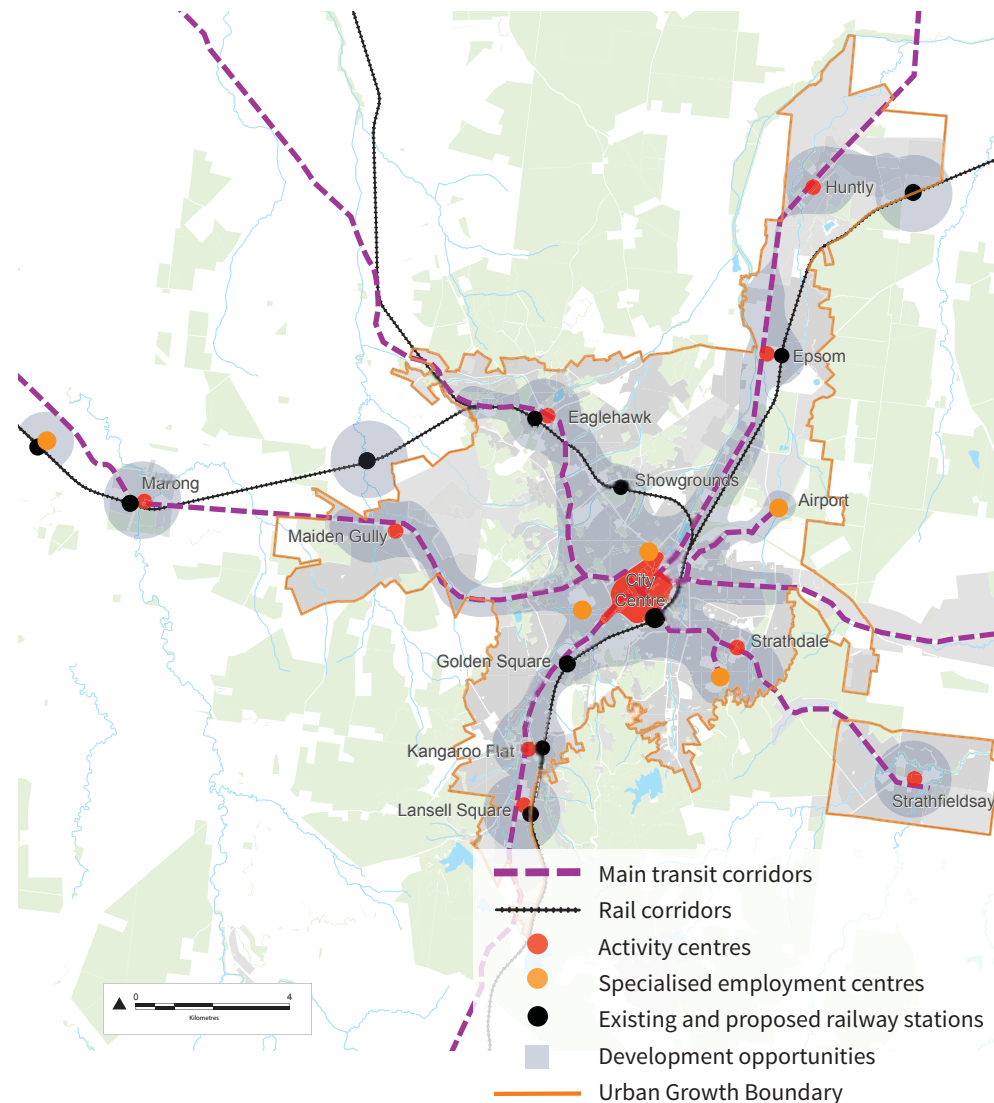 Huntly
Epsom
Eaglehawk
Showgrounds
Marong
Airport
Maiden Gully
City
Centre
Strathdale
Golden Square
Kangaroo Flat
Strathfieldsay
Lansell Square
Main transit corridors
Rail corridors
Activity centres
Specialised employment centres
Existing and proposed railway stations
Development opportunities
Urban Growth Boundary
0 4
Kilometres